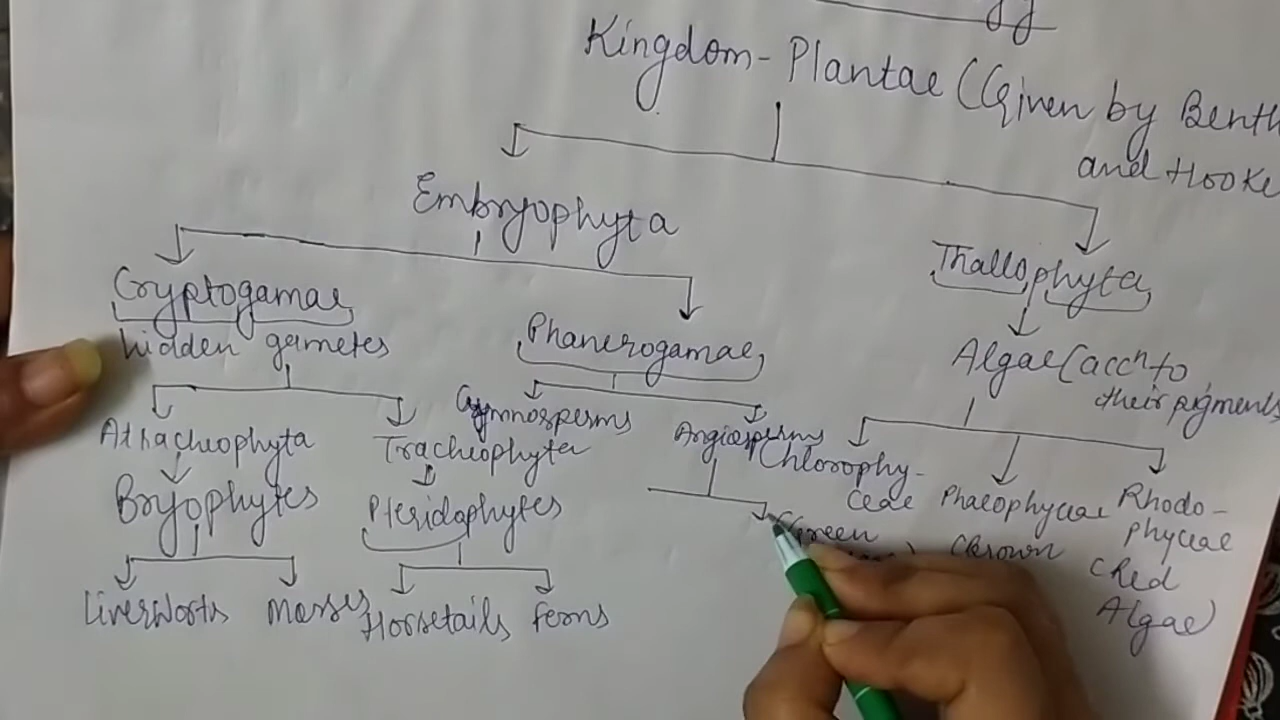 Kingdom - Plantae (Given by Benth
and Hooke
Embryophyta
Thallophyta
Cryptogamae
hidden gametes
Phanerogamae
Algae (accn to
their pigments
Gymnosperms
Angiosperms
Atracheophyta
Tracheophyta
Chlorophy-
ceae
Phaeophyceae
Rhodo-
phyceae
Bryophytes
Pteridophytes
(Green
(Brown
(Red
Algae)
Liverworts
Mosses
Horsetails
Ferns